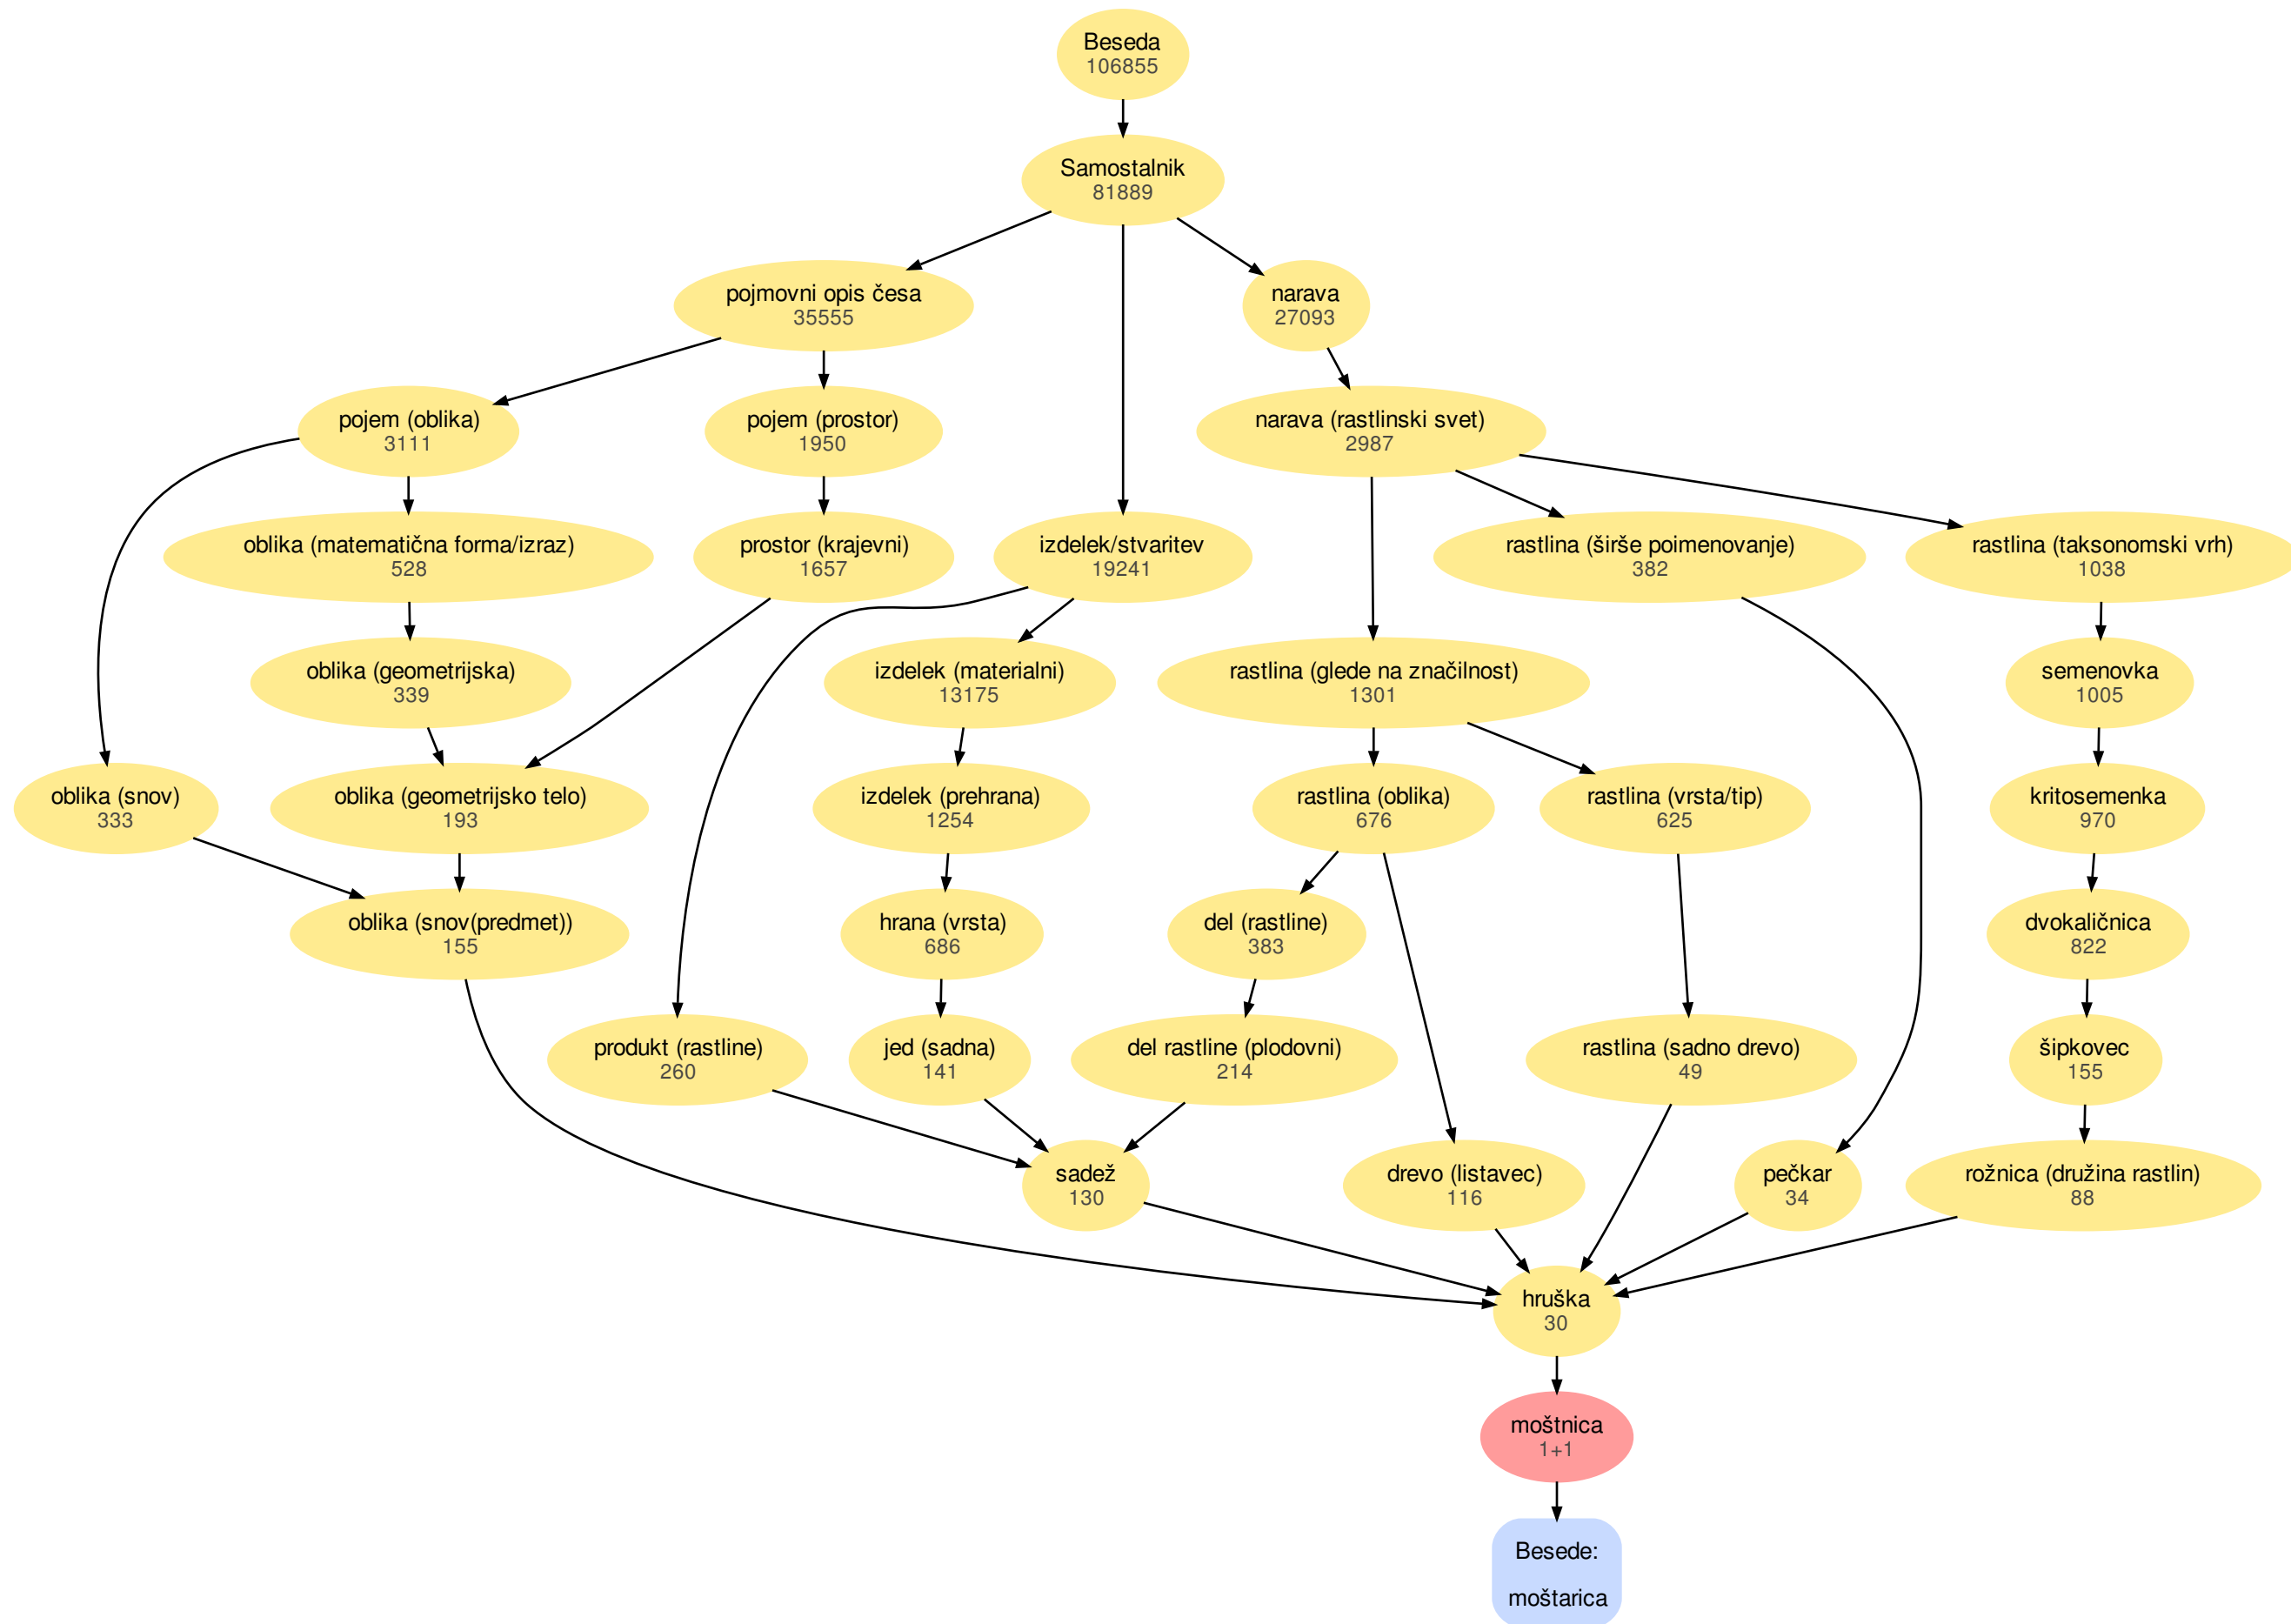 Beseda
106855
Samostalnik
81889
pojmovni opis česa
35555
narava
27093
pojem (oblika)
3111
pojem (prostor)
1950
narava (rastlinski svet)
2987
oblika (matematična forma/izraz)
528
prostor (krajevni)
1657
izdelek/stvaritev
19241
rastlina (širše poimenovanje)
382
rastlina (taksonomski vrh)
1038
oblika (geometrijska)
339
izdelek (materialni)
13175
rastlina (glede na značilnost)
1301
semenovka
1005
oblika (snov)
333
oblika (geometrijsko telo)
193
izdelek (prehrana)
1254
rastlina (oblika)
676
rastlina (vrsta/tip)
625
kritosemenka
970
oblika (snov(predmet))
155
hrana (vrsta)
686
del (rastline)
383
dvokaličnica
822
produkt (rastline)
260
jed (sadna)
141
del rastline (plodovni)
214
rastlina (sadno drevo)
49
šipkovec
155
sadež
130
drevo (listavec)
116
pečkar
34
rožnica (družina rastlin)
88
hruška
30
moštnica
1+1
Besede:
moštarica